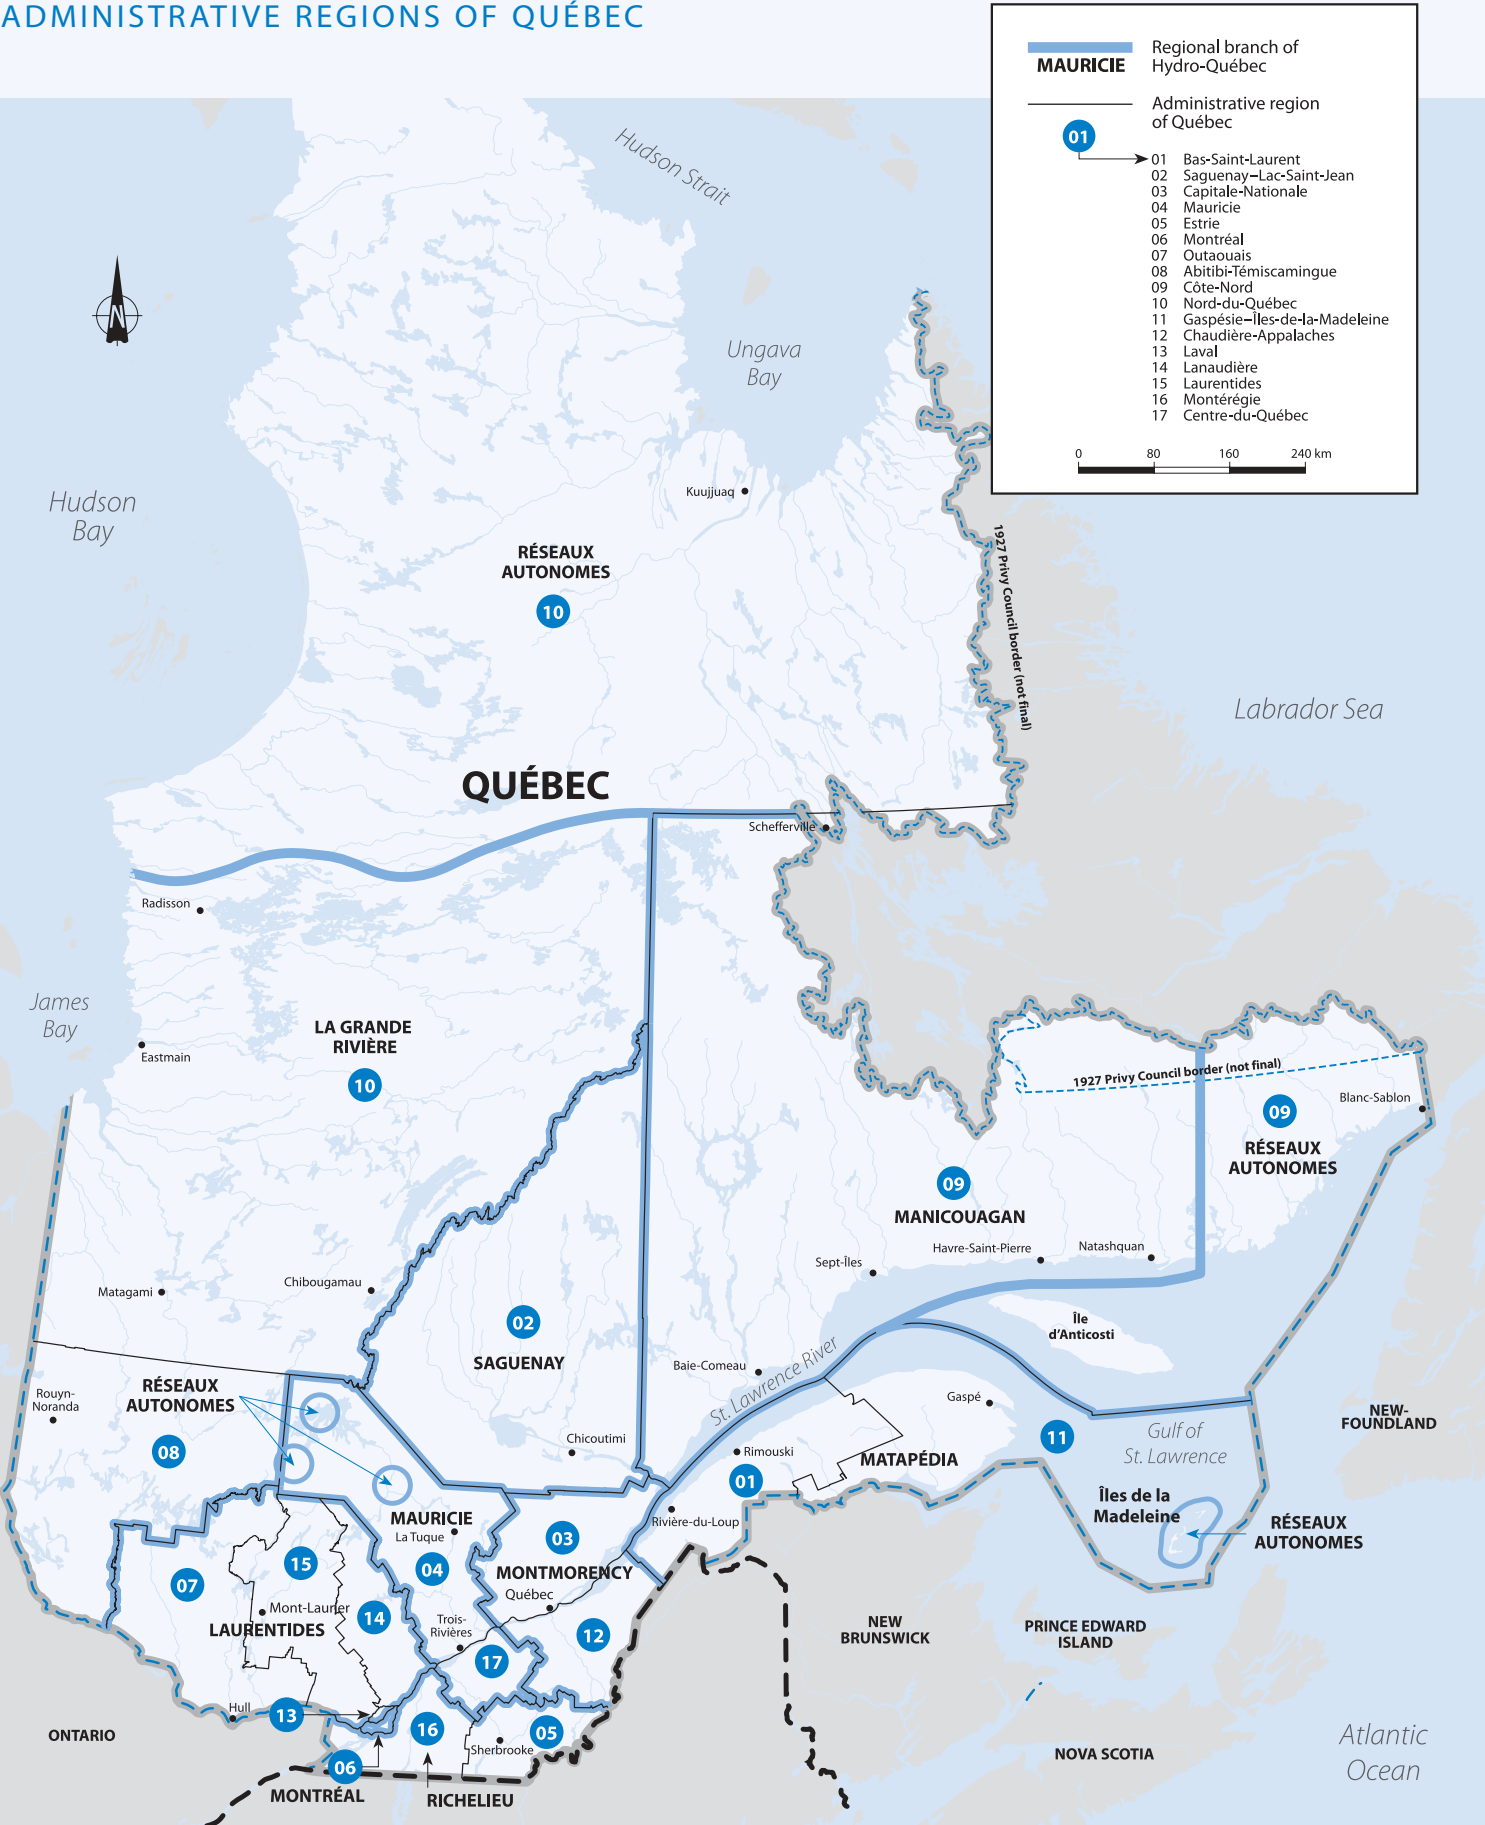 ADMINISTRATIVE REGIONS OF QUÉBEC
MAURICIE
Regional branch of
Hydro-Québec
Administrative region
of Québec
01
01 Bas-Saint-Laurent
02 Saguenay–Lac-Saint-Jean
03 Capitale-Nationale
04 Mauricie
05 Estrie
06 Montréal
07 Outaouais
08 Abitibi-Témiscamingue
09 Côte-Nord
10 Nord-du-Québec
11 Gaspésie–Îles-de-la-Madeleine
12 Chaudière-Appalaches
13 Laval
14 Lanaudière
15 Laurentides
16 Montérégie
17 Centre-du-Québec
0 80 160 240 km
Hudson Strait
N
Ungava
Bay
Hudson
Bay
Kuujjuaq
RÉSEAUX
AUTONOMES
10
1927 Privy Council border (not final)
Labrador Sea
QUÉBEC
Schefferville
Radisson
James
Bay
LA GRANDE
RIVIÈRE
10
Eastmain
1927 Privy Council border (not final)
Blanc-Sablon
09
RÉSEAUX
AUTONOMES
09
MANICOUAGAN
Havre-Saint-Pierre
Natashquan
Sept-Îles
Matagami
Chibougamau
02
SAGUENAY
Île
d'Anticosti
Baie-Comeau
St. Lawrence River
RÉSEAUX
AUTONOMES
Rouyn-
Noranda
08
Gaspé
11
Gulf of
St. Lawrence
NEW-
FOUNDLAND
Chicoutimi
Rimouski
01
MATAPÉDIA
Îles de la
Madeleine
RÉSEAUX
AUTONOMES
MAURICIE
La Tuque
Rivière-du-Loup
03
MONTMORENCY
15
04
07
Québec
Mont-Laurier
LAURENTIDES
14
Trois-
Rivières
12
NEW
BRUNSWICK
PRINCE EDWARD
ISLAND
17
Hull
13
16
05
Sherbrooke
ONTARIO
06
MONTRÉAL
RICHELIEU
NOVA SCOTIA
Atlantic
Ocean